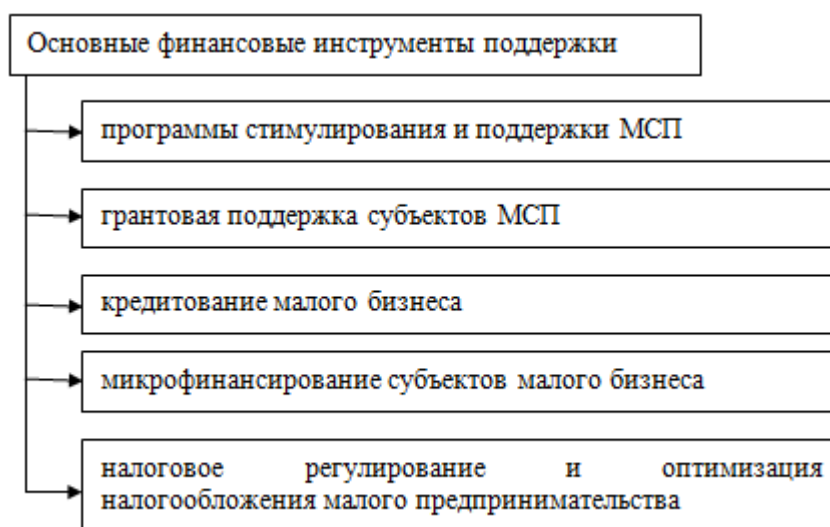 Основные финансовые инструменты поддержки
программы стимулирования и поддержки МСП
грантовая поддержка субъектов МСП
кредитование малого бизнеса
микрофинансирование субъектов малого бизнеса
налоговое регулирование и оптимизация
налогообложения малого предпринимательства